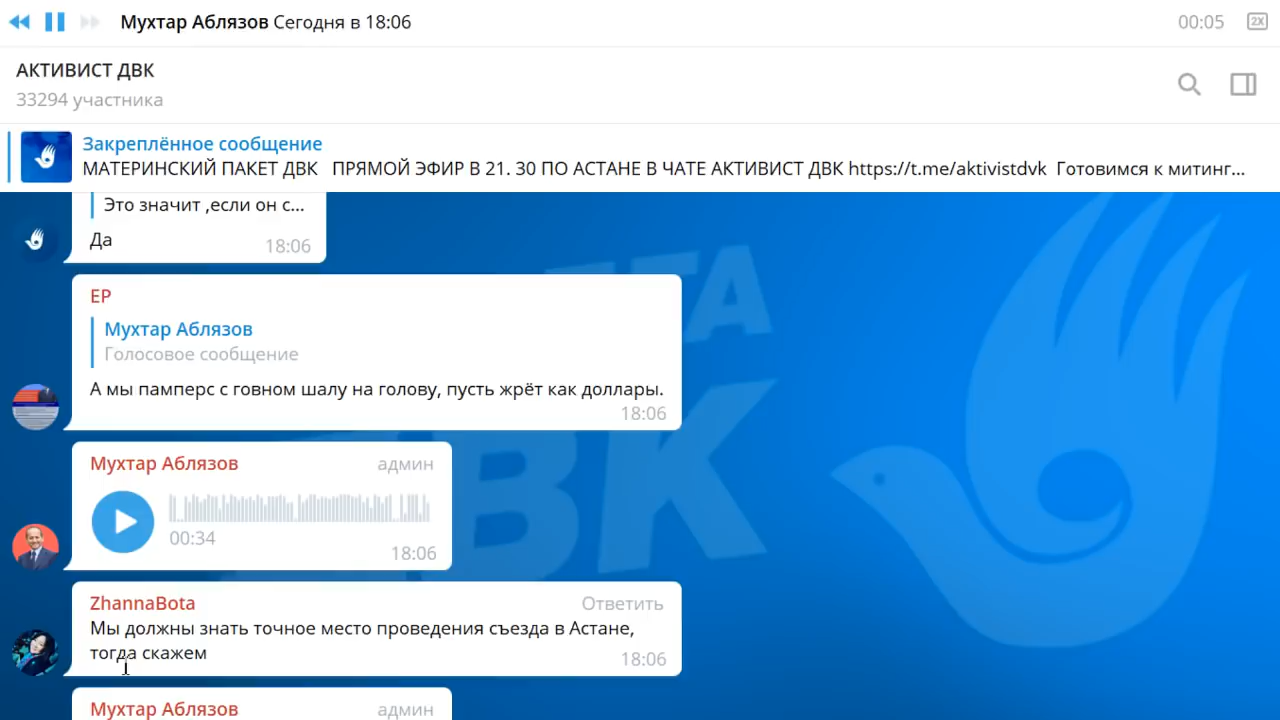 Мухтар Аблязов Сегодня в 18:06
00:05
2X
АКТИВИСТ ДВК
33294 участника
Закреплённое сообщение
МАТЕРИНСКИЙ ПАКЕТ ДВК ПРЯМОЙ ЭФИР В 21. 30 ПО АСТАНЕ В ЧАТЕ АКТИВИСТ ДВК https://t.me/aktivistdvk Готовимся к митинг...
Это значит ,если он с...
Да
18:06
ЕР
Мухтар Аблязов
Голосовое сообщение
А мы памперс с говном шалу на голову, пусть жрёт как доллары.
18:06
Мухтар Аблязов
админ
00:34
18:06
ZhannaBota
Ответить
Мы должны знать точное место проведения съезда в Астане,
тогда скажем
18:06
Мухтар Аблязов
админ
ДВК